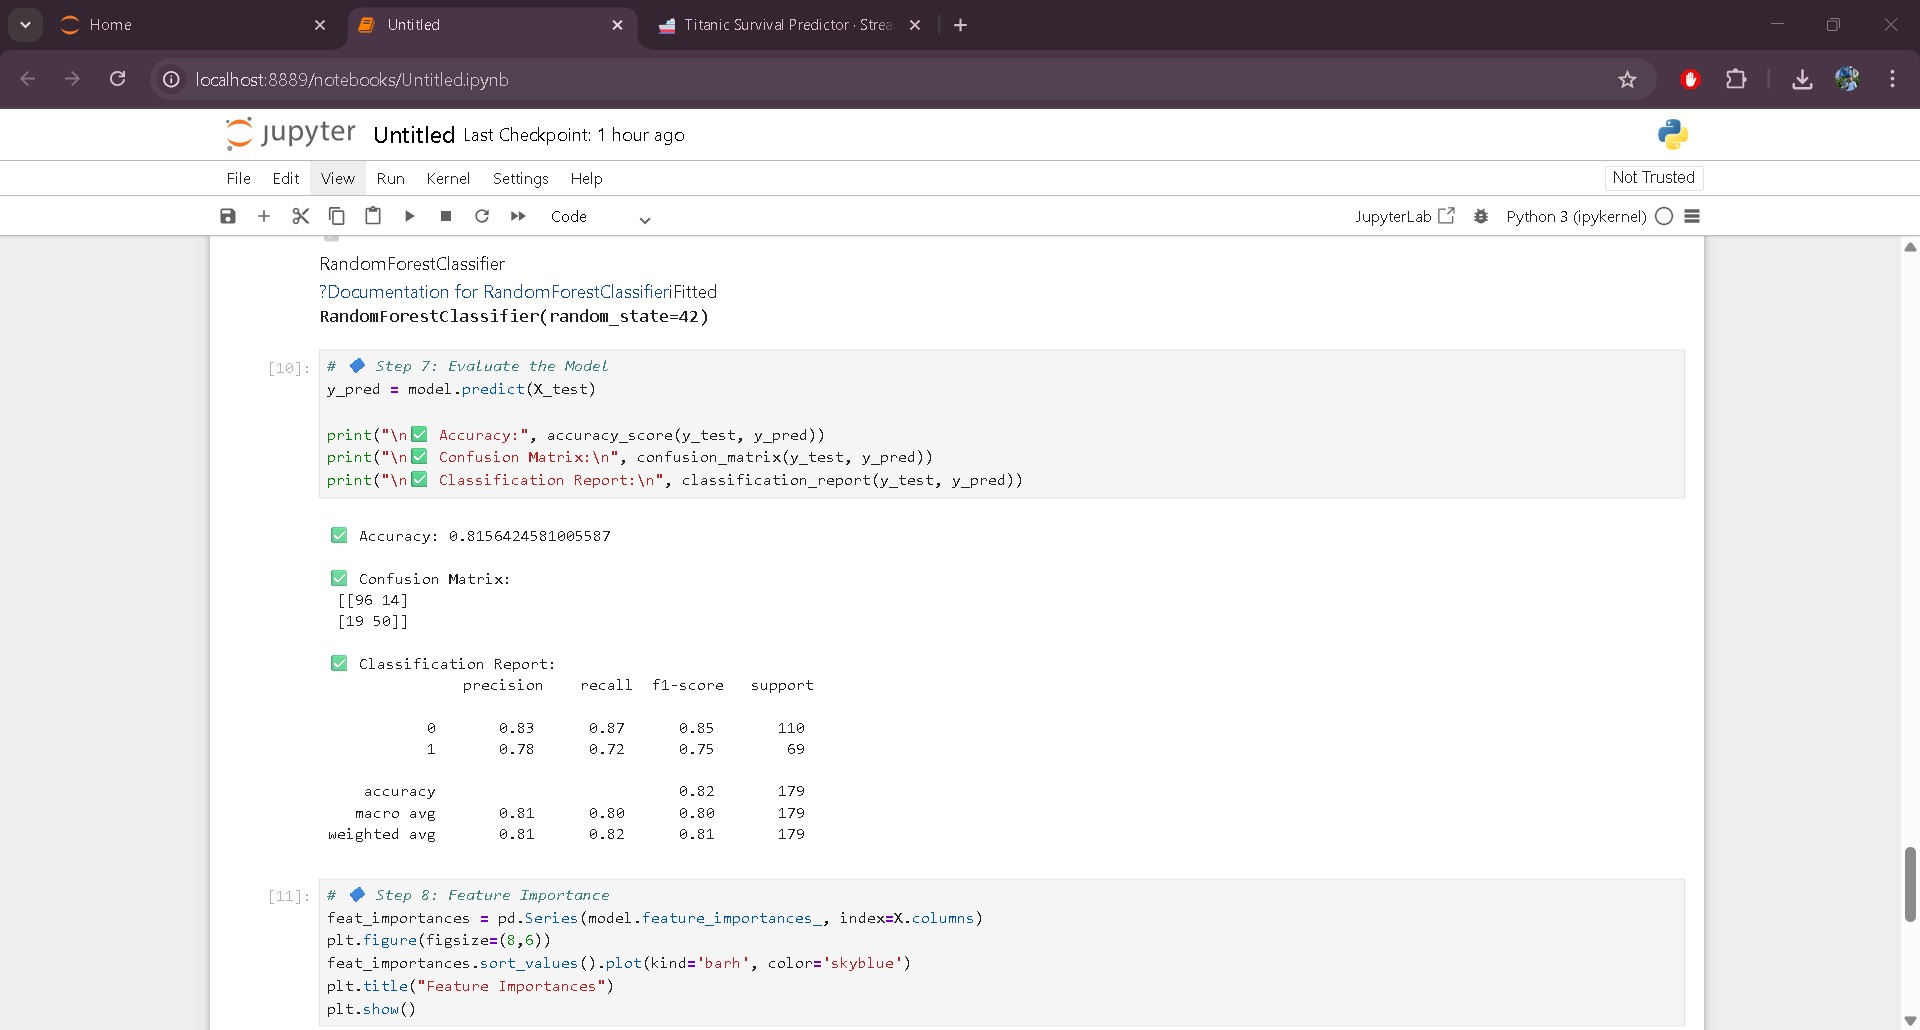 Home
Untitled
Titanic Survival Predictor · Strea
localhost:8889/notebooks/Untitled.ipynb
jupyter Untitled Last Checkpoint: 1 hour ago
File Edit View Run Kernel Settings Help
Not Trusted
Code
JupyterLab
Python 3 (ipykernel)
RandomForestClassifier
?Documentation for RandomForestClassifieriFitted
RandomForestClassifier(random_state=42)
[10]: # 🔷 Step 7: Evaluate the Model
y_pred = model.predict(X_test)
print("\n✅ Accuracy:", accuracy_score(y_test, y_pred))
print("\n✅ Confusion Matrix:\n", confusion_matrix(y_test, y_pred))
print("\n✅ Classification Report:\n", classification_report(y_test, y_pred))
✅ Accuracy: 0.8156424581005587
✅ Confusion Matrix:
[[96 14]
[19 50]]
✅ Classification Report:
precision recall f1-score support
0 0.83 0.87 0.85 110
1 0.78 0.72 0.75 69
accuracy 0.82 179
macro avg 0.81 0.80 0.80 179
weighted avg 0.81 0.82 0.81 179
[11]: # 🔷 Step 8: Feature Importance
feat_importances = pd.Series(model.feature_importances_, index=X.columns)
plt.figure(figsize=(8,6))
feat_importances.sort_values().plot(kind='barh', color='skyblue')
plt.title("Feature Importances")
plt.show()